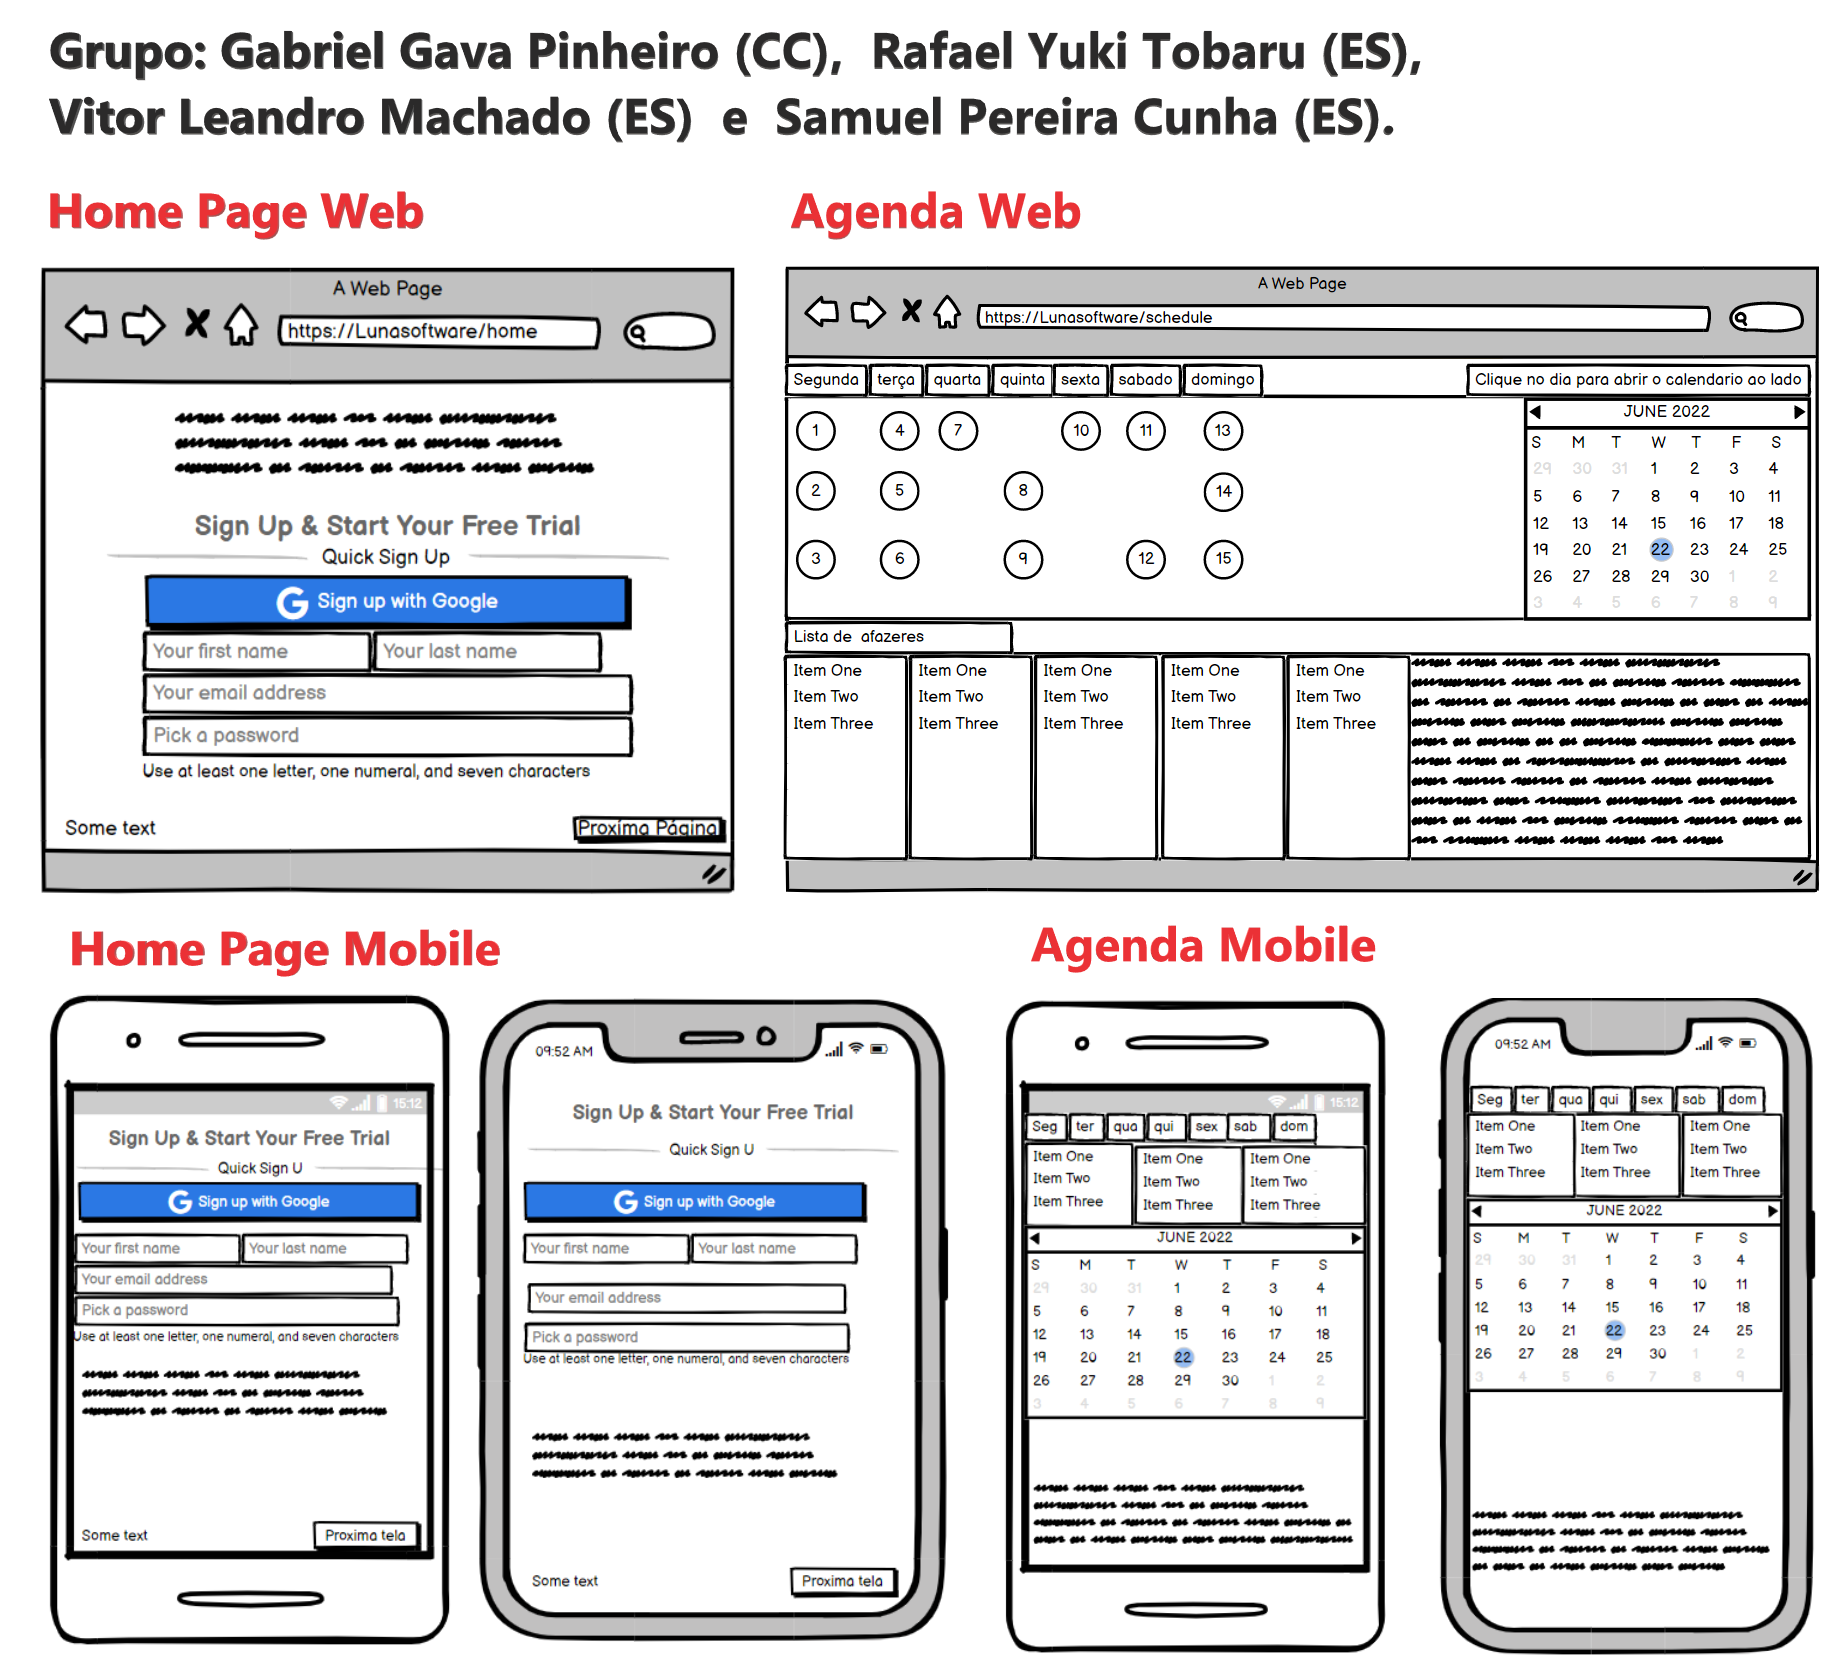 Grupo: Gabriel Gava Pinheiro (CC), Rafael Yuki Tobaru (ES),
Vitor Leandro Machado (ES) e Samuel Pereira Cunha (ES).
Home Page Web
A Web Page
https://Lunasoftware/home
Sign Up & Start Your Free Trial
Quick Sign Up
G Sign up with Google
Your first name Your last name
Your email address
Pick a password
Use at least one letter, one numeral, and seven characters
Some text Proxíma Página
Agenda Web
A Web Page
https://Lunasoftware/schedule
Segunda terça quarta quinta sexta sabado domingo Clique no dia para abrir o calendario ao lado
1 4 7 10 11 13
2 5 8 14
3 6 9 12 15
JUNE 2022
S M T W T F S
29 30 31 1 2 3 4
5 6 7 8 9 10 11
12 13 14 15 16 17 18
19 20 21 22 23 24 25
26 27 28 29 30 1 2
3 4 5 6 7 8 9
Lista de afazeres
Item One Item One Item One Item One Item One
Item Two Item Two Item Two Item Two Item Two
Item Three Item Three Item Three Item Three Item Three
Home Page Mobile
15:12
Sign Up & Start Your Free Trial
Quick Sign U
G Sign up with Google
Your first name Your last name
Your email address
Pick a password
Use at least one letter, one numeral, and seven characters
Some text Proxima tela
09:52 AM
Sign Up & Start Your Free Trial
Quick Sign U
G Sign up with Google
Your first name Your last name
Your email address
Pick a password
Use at least one letter, one numeral, and seven characters
Some text Proxima tela
Agenda Mobile
15:12
Seg ter qua qui sex sab dom
Item One Item One Item One
Item Two Item Two Item Two
Item Three Item Three Item Three
JUNE 2022
S M T W T F S
29 30 31 1 2 3 4
5 6 7 8 9 10 11
12 13 14 15 16 17 18
19 20 21 22 23 24 25
26 27 28 29 30 1 2
3 4 5 6 7 8 9
09:52 AM
Seg ter qua qui sex sab dom
Item One Item One Item One
Item Two Item Two Item Two
Item Three Item Three Item Three
JUNE 2022
S M T W T F S
29 30 31 1 2 3 4
5 6 7 8 9 10 11
12 13 14 15 16 17 18
19 20 21 22 23 24 25
26 27 28 29 30 1 2
3 4 5 6 7 8 9